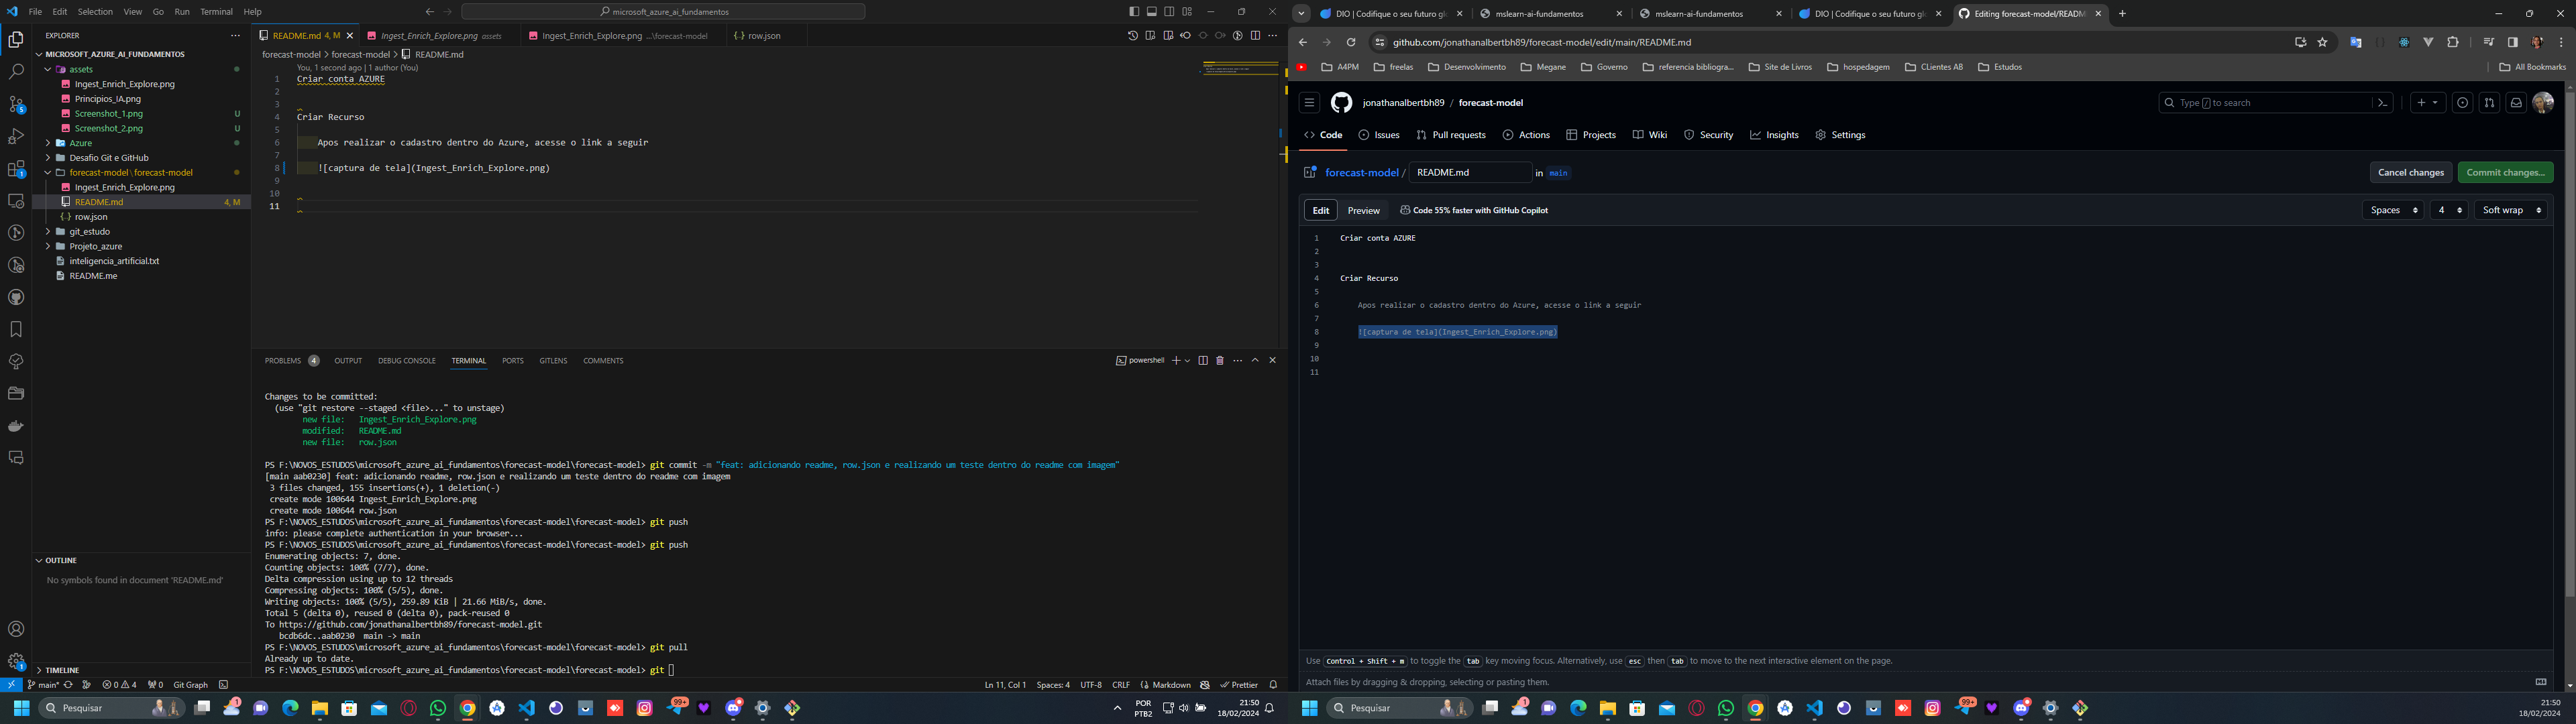 File Edit Selection View Go Run Terminal Help
microsoft_azure_ai_fundamentos
EXPLORER
MICROSOFT_AZURE_AI_FUNDAMENTOS
assets
Ingest_Enrich_Explore.png
Principios_IA.png
Screenshot_1.png U
Screenshot_2.png U
Azure
Desafio Git e GitHub
forecast-model \ forecast-model
Ingest_Enrich_Explore.png
README.md 4, M
row.json
git_estudo
Projeto_azure
inteligencia_artificial.txt
README.me
OUTLINE
No symbols found in document 'README.md'
TIMELINE
README.md 4, M
Ingest_Enrich_Explore.png assets
Ingest_Enrich_Explore.png ...\forecast-model
row.json
forecast-model > forecast-model > README.md
You, 1 second ago | 1 author (You)
1 Criar conta AZURE
2
3
4 Criar Recurso
5
6 Apos realizar o cadastro dentro do Azure, acesse o link a seguir
7
8 ![captura de tela](Ingest_Enrich_Explore.png)
9
10
11
PROBLEMS 4 OUTPUT DEBUG CONSOLE TERMINAL PORTS GITLENS COMMENTS
powershell
Changes to be committed:
(use "git restore --staged <file>..." to unstage)
new file: Ingest_Enrich_Explore.png
modified: README.md
new file: row.json
PS F:\NOVOS_ESTUDOS\microsoft_azure_ai_fundamentos\forecast-model\forecast-model> git commit -m "feat: adicionando readme, row.json e realizando um teste dentro do readme com imagem"
[main aab0230] feat: adicionando readme, row.json e realizando um teste dentro do readme com imagem
3 files changed, 155 insertions(+), 1 deletion(-)
create mode 100644 Ingest_Enrich_Explore.png
create mode 100644 row.json
PS F:\NOVOS_ESTUDOS\microsoft_azure_ai_fundamentos\forecast-model\forecast-model> git push
info: please complete authentication in your browser...
PS F:\NOVOS_ESTUDOS\microsoft_azure_ai_fundamentos\forecast-model\forecast-model> git push
Enumerating objects: 7, done.
Counting objects: 100% (7/7), done.
Delta compression using up to 12 threads
Compressing objects: 100% (5/5), done.
Writing objects: 100% (5/5), 259.89 KiB | 21.66 MiB/s, done.
Total 5 (delta 0), reused 0 (delta 0), pack-reused 0
To https://github.com/jonathanalbertbh89/forecast-model.git
bcdb6dc..aab0230 main -> main
PS F:\NOVOS_ESTUDOS\microsoft_azure_ai_fundamentos\forecast-model\forecast-model> git pull
Already up to date.
PS F:\NOVOS_ESTUDOS\microsoft_azure_ai_fundamentos\forecast-model\forecast-model> git
main* 0 4 0 Git Graph
Ln 11, Col 1 Spaces: 4 UTF-8 CRLF Markdown Prettier
Pesquisar
99+
POR
PTB2
21:50
18/02/2024
DIO | Codifique o seu futuro glo
mslearn-ai-fundamentos
mslearn-ai-fundamentos
DIO | Codifique o seu futuro glo
Editing forecast-model/READM
github.com/jonathanalbertbh89/forecast-model/edit/main/README.md
A4PM freelas Desenvolvimento Megane Governo referencia bibliogra... Site de Livros hospedagem CLientes AB Estudos All Bookmarks
jonathanalbertbh89 / forecast-model
Type / to search
Code Issues Pull requests Actions Projects Wiki Security Insights Settings
forecast-model / README.md in main
Cancel changes Commit changes...
Edit Preview Code 55% faster with GitHub Copilot
Spaces 4 Soft wrap
1 Criar conta AZURE
2
3
4 Criar Recurso
5
6 Apos realizar o cadastro dentro do Azure, acesse o link a seguir
7
8 ![captura de tela](Ingest_Enrich_Explore.png)
9
10
11
Use Control + Shift + m to toggle the tab key moving focus. Alternatively, use esc then tab to move to the next interactive element on the page.
Attach files by dragging & dropping, selecting or pasting them.
Pesquisar
99+
21:50
18/02/2024